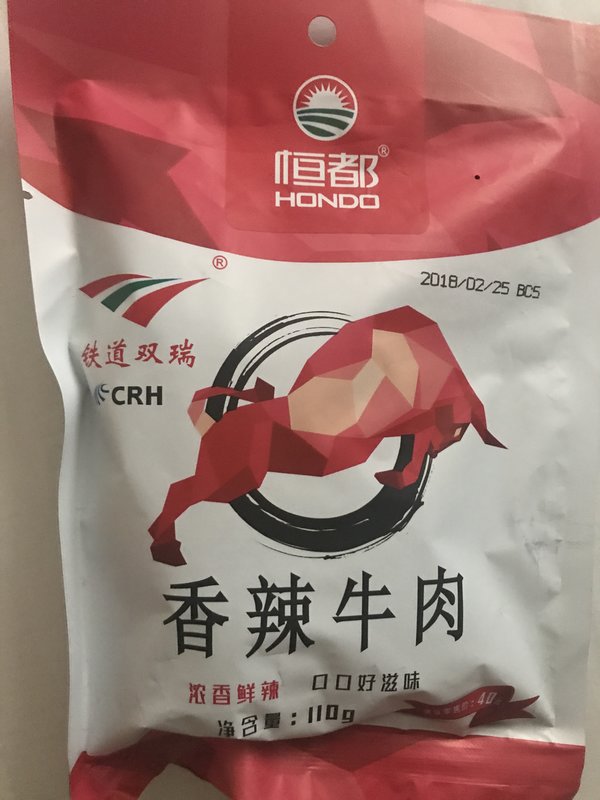 恒都®
HONDO
®
2018/02/25 BC5
铁道双瑞
CRH
香辣牛肉
浓香鲜辣 口口好滋味
净含量:110g
40